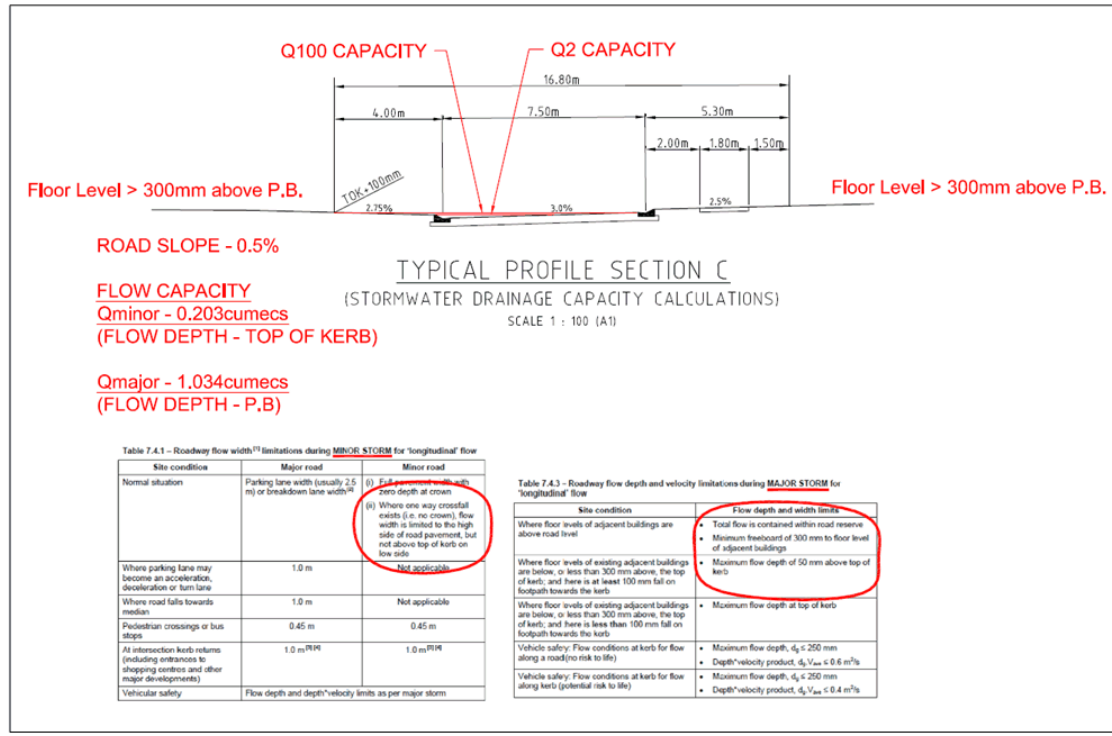 Q100 CAPACITY
Q2 CAPACITY
16.80m
4.00m
7.50m
5.30m
2.00m
1.80m
1.50m
Floor Level > 300mm above P.B.
TOK+100mm
Floor Level > 300mm above P.B.
2.75%
3.0%
2.5%
ROAD SLOPE - 0.5%
TYPICAL PROFILE SECTION C
(STORMWATER DRAINAGE CAPACITY CALCULATIONS)
SCALE 1 : 100 (A1)
FLOW CAPACITY
Qminor - 0.203cumecs
(FLOW DEPTH - TOP OF KERB)
Qmajor - 1.034cumecs
(FLOW DEPTH - P.B)
Table 7.4.1 – Roadway flow width [1] limitations during MINOR STORM for 'longitudinal' flow
Site condition
Major road
Minor road
Normal situation
Parking lane width (usually 2.5
m) or breakdown lane width
(i) Full pavement width with
zero depth at crown
(ii) Where one way crossfall
exists (i.e. no crown), flow
width is limited to the high
side of road pavement, but
not above top of kerb on
low side
Where parking lane may
become an acceleration,
deceleration or turn lane
1.0 m
Not applicable
Where road falls towards
median
1.0 m
Not applicable
Pedestrian crossings or bus
stops
0.45 m
0.45 m
At intersection kerb returns
(including entrances to
shopping centres and other
major developments)
1.0 m
1.0 m
Vehicular safety
Flow depth and depth*velocity limits as per major storm
Table 7.4.3 – Roadway flow depth and velocity limitations during MAJOR STORM for
'longitudinal' flow
Site condition
Flow depth and width limits
Where floor levels of adjacent buildings are
above road level
• Total flow is contained within road reserve
• Minimum freeboard of 300 mm to floor level
of adjacent buildings
Where floor levels of existing adjacent buildings
are below, or less than 300 mm above, the top
of kerb; and there is at least 100 mm fall on
footpath towards the kerb
• Maximum flow depth of 50 mm above top of
kerb
Where floor levels of existing adjacent buildings
are below, or less than 300 mm above, the top
of kerb; and there is less than 100 mm fall on
footpath towards the kerb
• Maximum flow depth at top of kerb
Vehicle safety: Flow conditions at kerb for flow
along a road(no risk to life)
• Maximum flow depth, dg ≤ 250 mm
• Depth*velocity product, dg.VAve ≤ 0.6 m²/s
Vehicle safety: Flow conditions at kerb for flow
along kerb (potential risk to life)
• Maximum flow depth, dg ≤ 250 mm
• Depth*velocity product, dg.VAve ≤ 0.4 m²/s